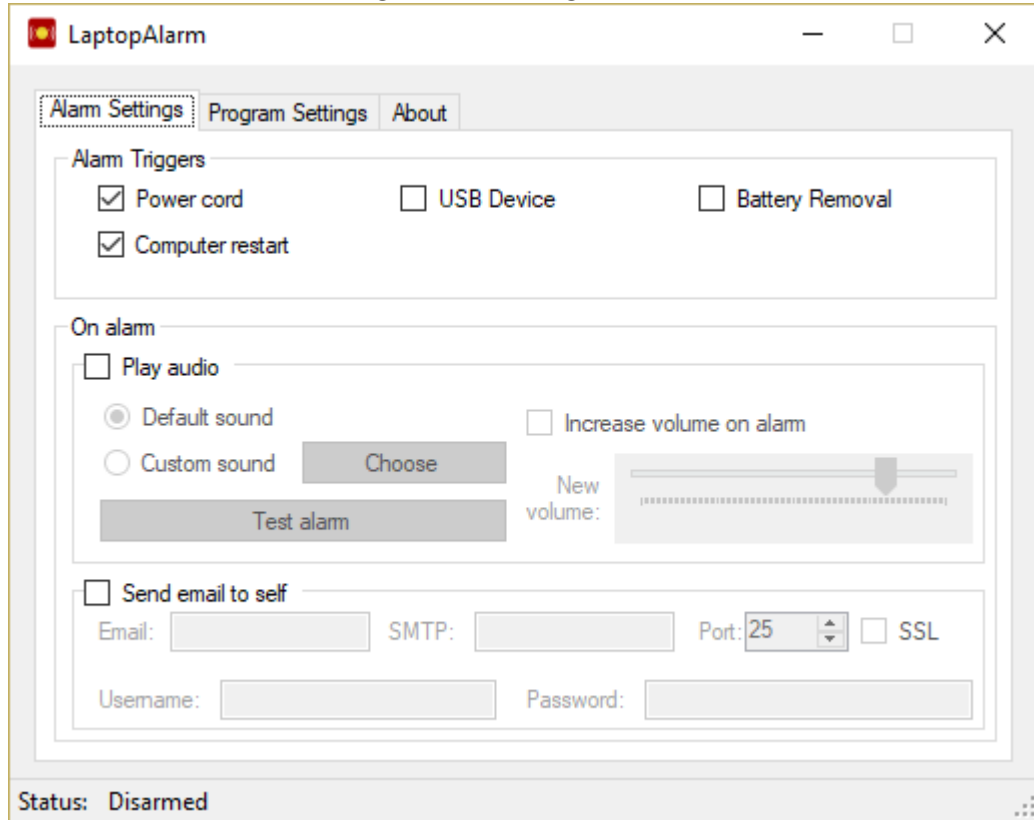 LaptopAlarm
Alarm Settings Program Settings About
Alarm Triggers
Power cord USB Device Battery Removal
Computer restart
On alarm
Play audio
Default sound Increase volume on alarm
Custom sound Choose
New
volume:
Test alarm
Send email to self
Email: SMTP: Port: 25 SSL
Username: Password:
Status: Disarmed